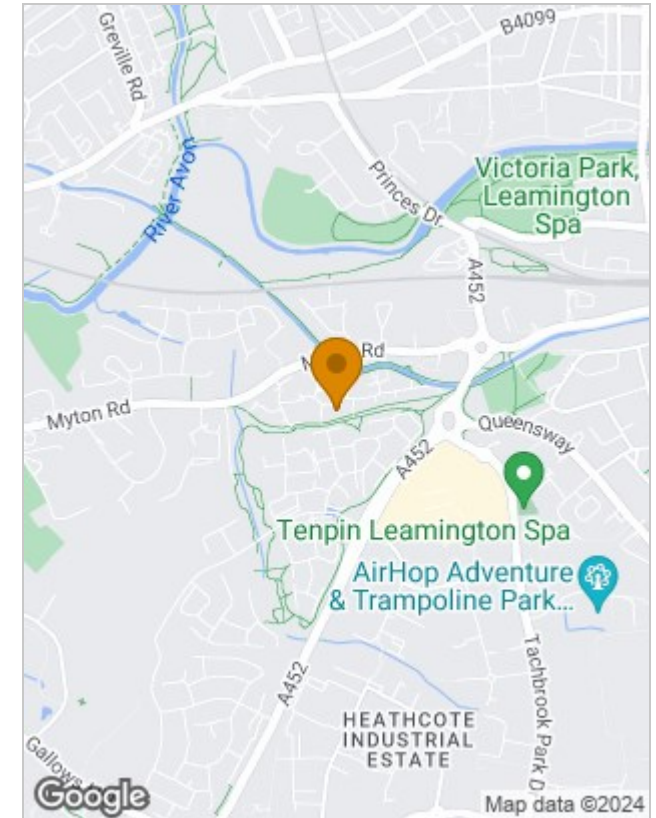 Greville Rd
B4099
River Avon
Princes Dr.
Victoria Park,
Leamington
Spa
A452
Rd
Myton Rd
A452
Queensway
Tenpin Leamington Spa
AirHop Adventure
& Trampoline Park...
A452
Tachbrook Park D
HEATHCOTE
INDUSTRIAL
ESTATE
Gallows
Google
Map data ©2024